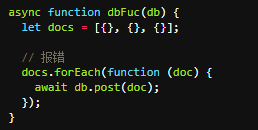 async function dbFuc(db) {
  let docs = [{}, {}, {}];

  // 报错
  docs.forEach(function (doc) {
    await db.post(doc);
  });
}